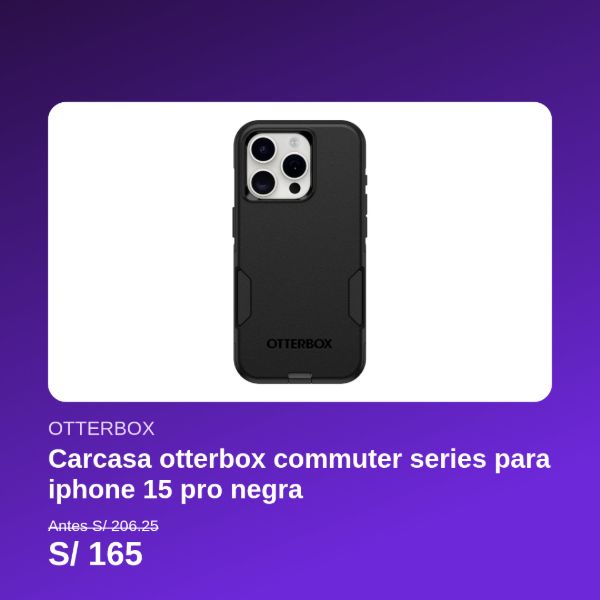 OTTERBOX
OTTERBOX
Carcasa otterbox commuter series para
iphone 15 pro negra
Antes S/ 206.25
S/ 165